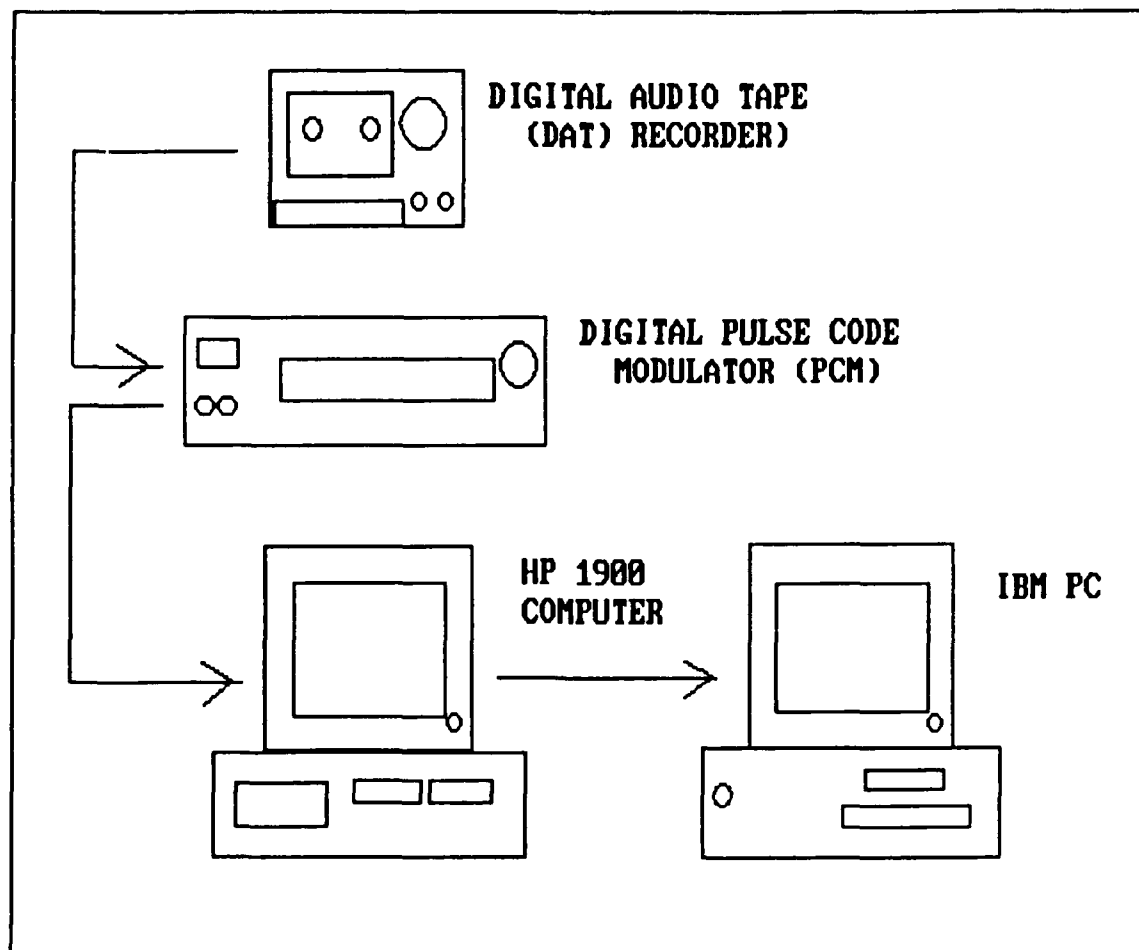 DIGITAL AUDIO TAPE
(DAT) RECORDER)
DIGITAL PULSE CODE
MODULATOR (PCM)
HP 1900
COMPUTER
IBM PC